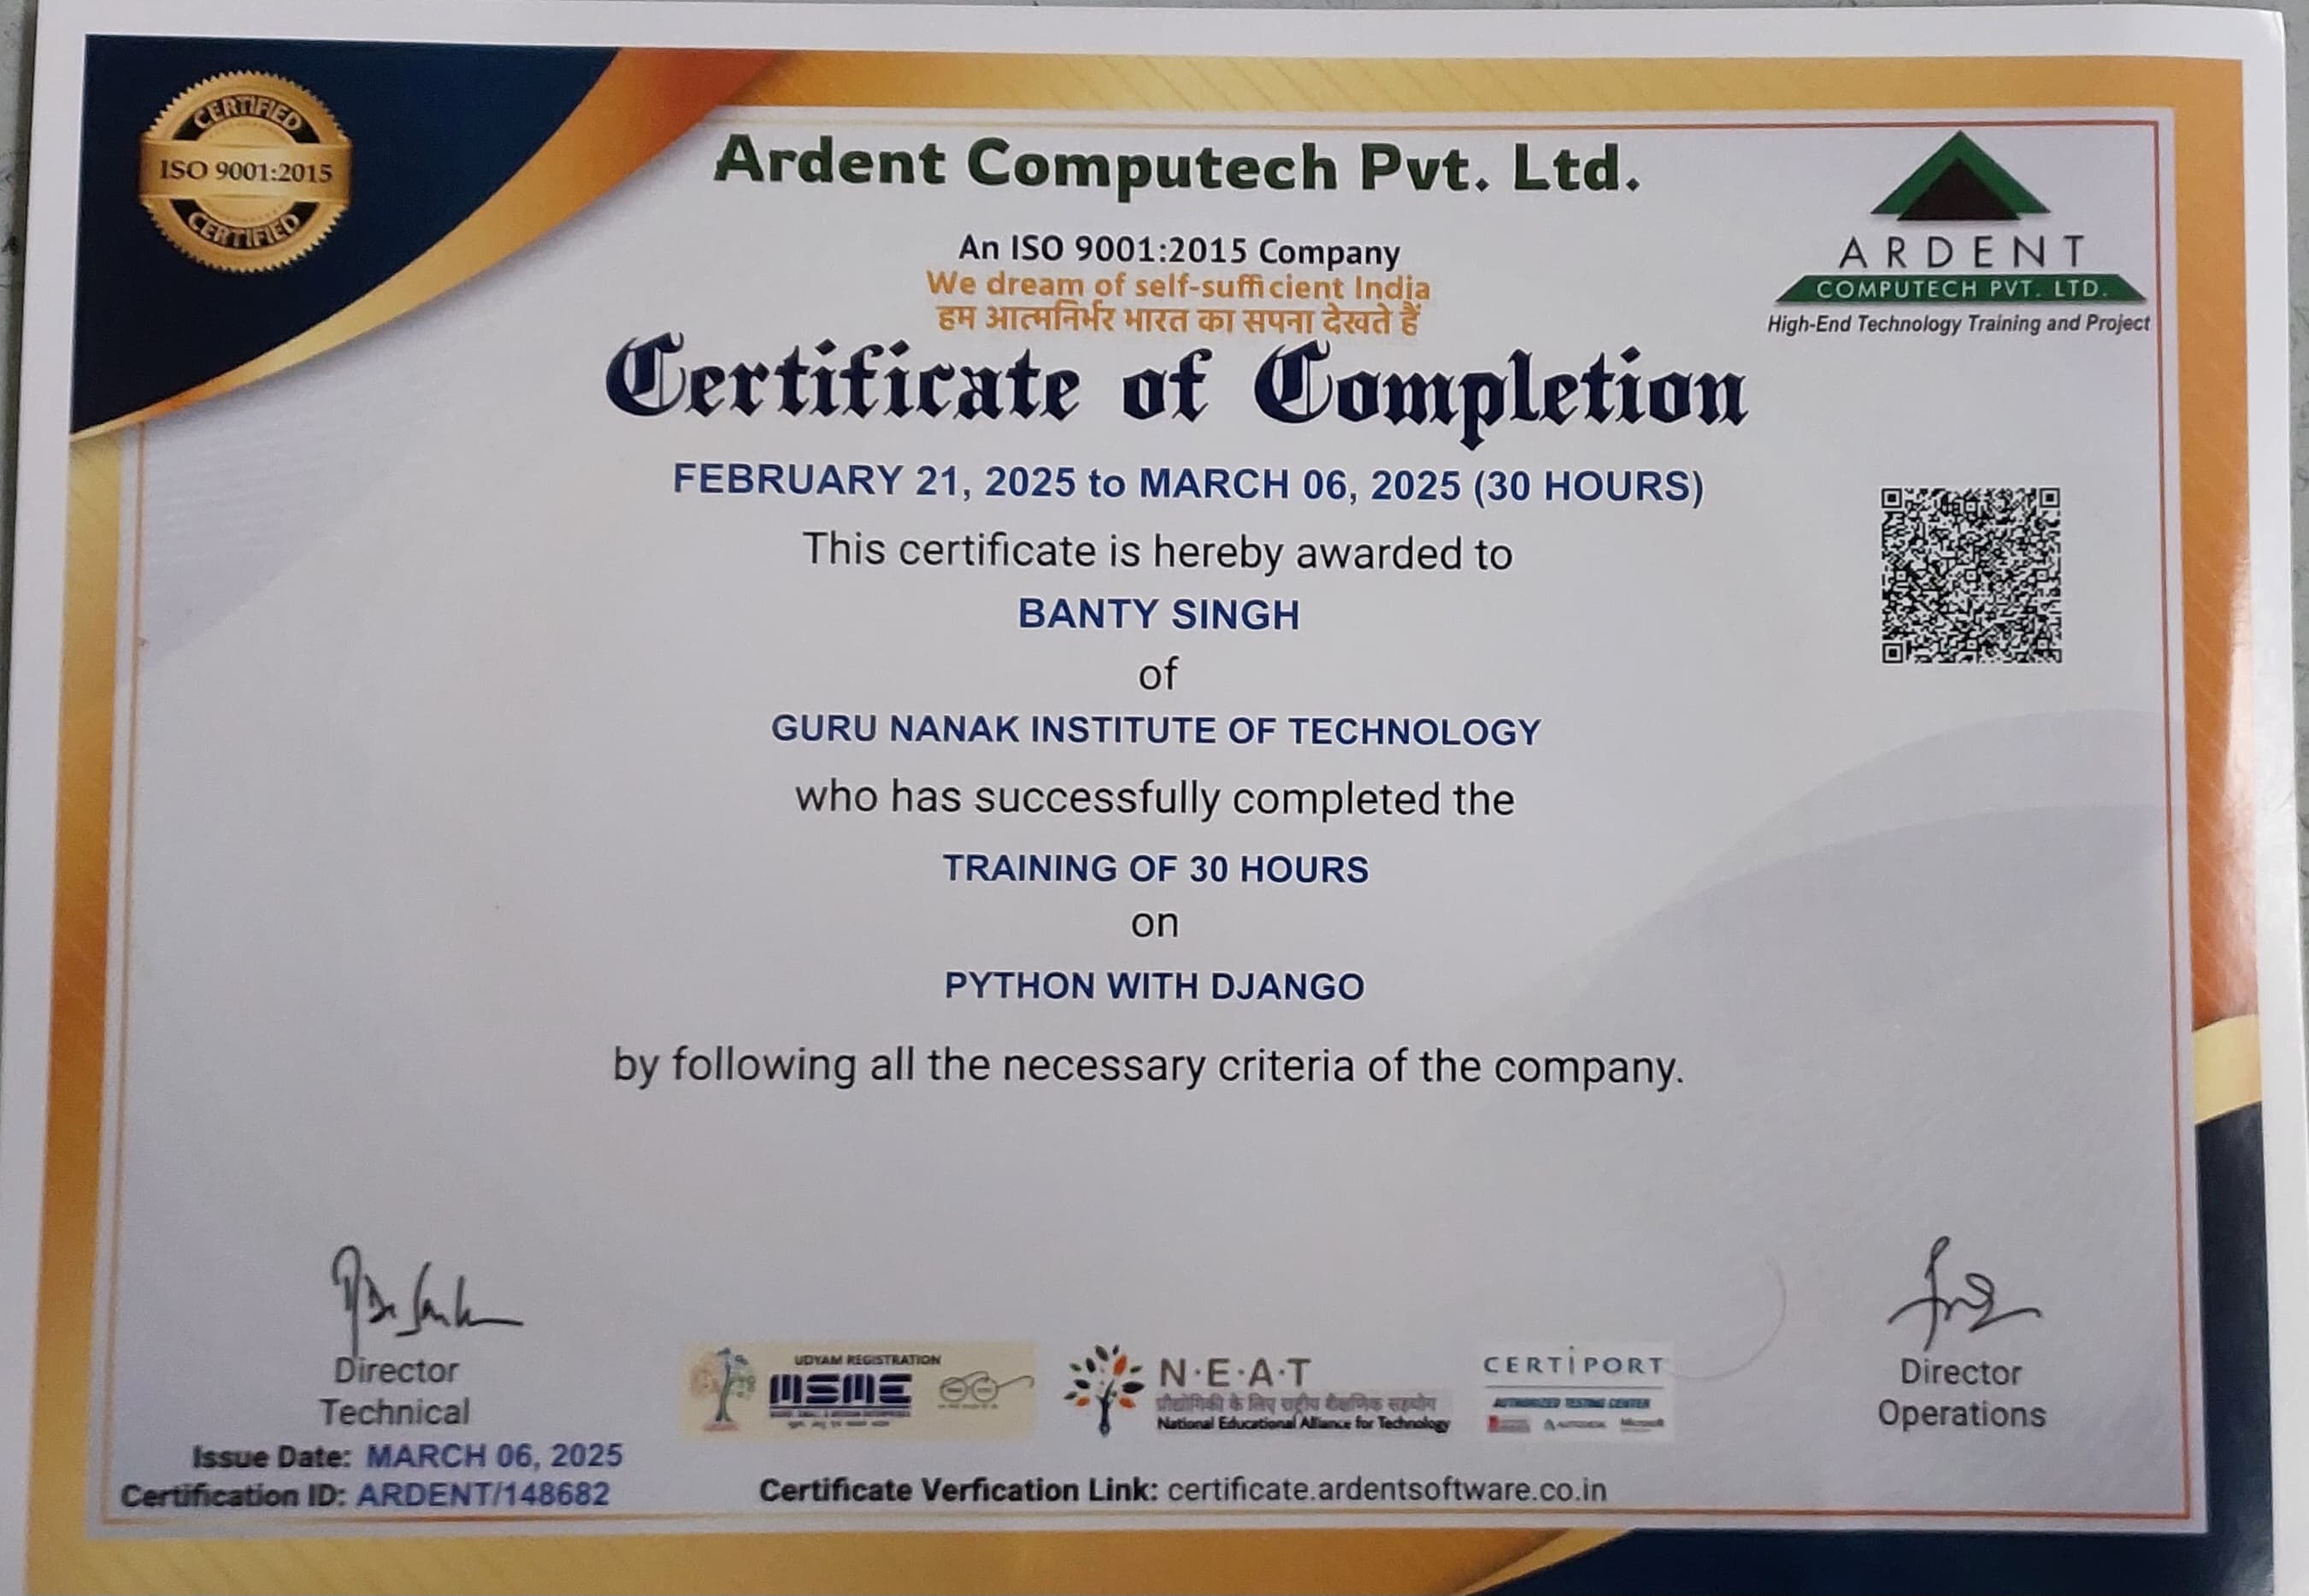 CERTIFIED
ISO 9001:2015
CERTIFIED
Ardent Computech Pvt. Ltd.
An ISO 9001:2015 Company
We dream of self-sufficient India
हम आत्मनिर्भर भारत का सपना देखते हैं
ARDENT
COMPUTECH PVT. LTD.
High-End Technology Training and Project
Certificate of Completion
FEBRUARY 21, 2025 to MARCH 06, 2025 (30 HOURS)
This certificate is hereby awarded to
BANTY SINGH
of
GURU NANAK INSTITUTE OF TECHNOLOGY
who has successfully completed the
TRAINING OF 30 HOURS
on
PYTHON WITH DJANGO
by following all the necessary criteria of the company.
Director
Technical
UDYAM REGISTRATION
MSME
N·E·A·T
प्रौद्योगिकी के लिए राष्ट्रीय शैक्षणिक सहयोग
National Educational Alliance for Technology
CERTIPORT
AUTHORIZED TESTING CENTER
AUTODESK
Microsoft
Director
Operations
Issue Date: MARCH 06, 2025
Certification ID: ARDENT/148682
Certificate Verfication Link: certificate.ardentsoftware.co.in